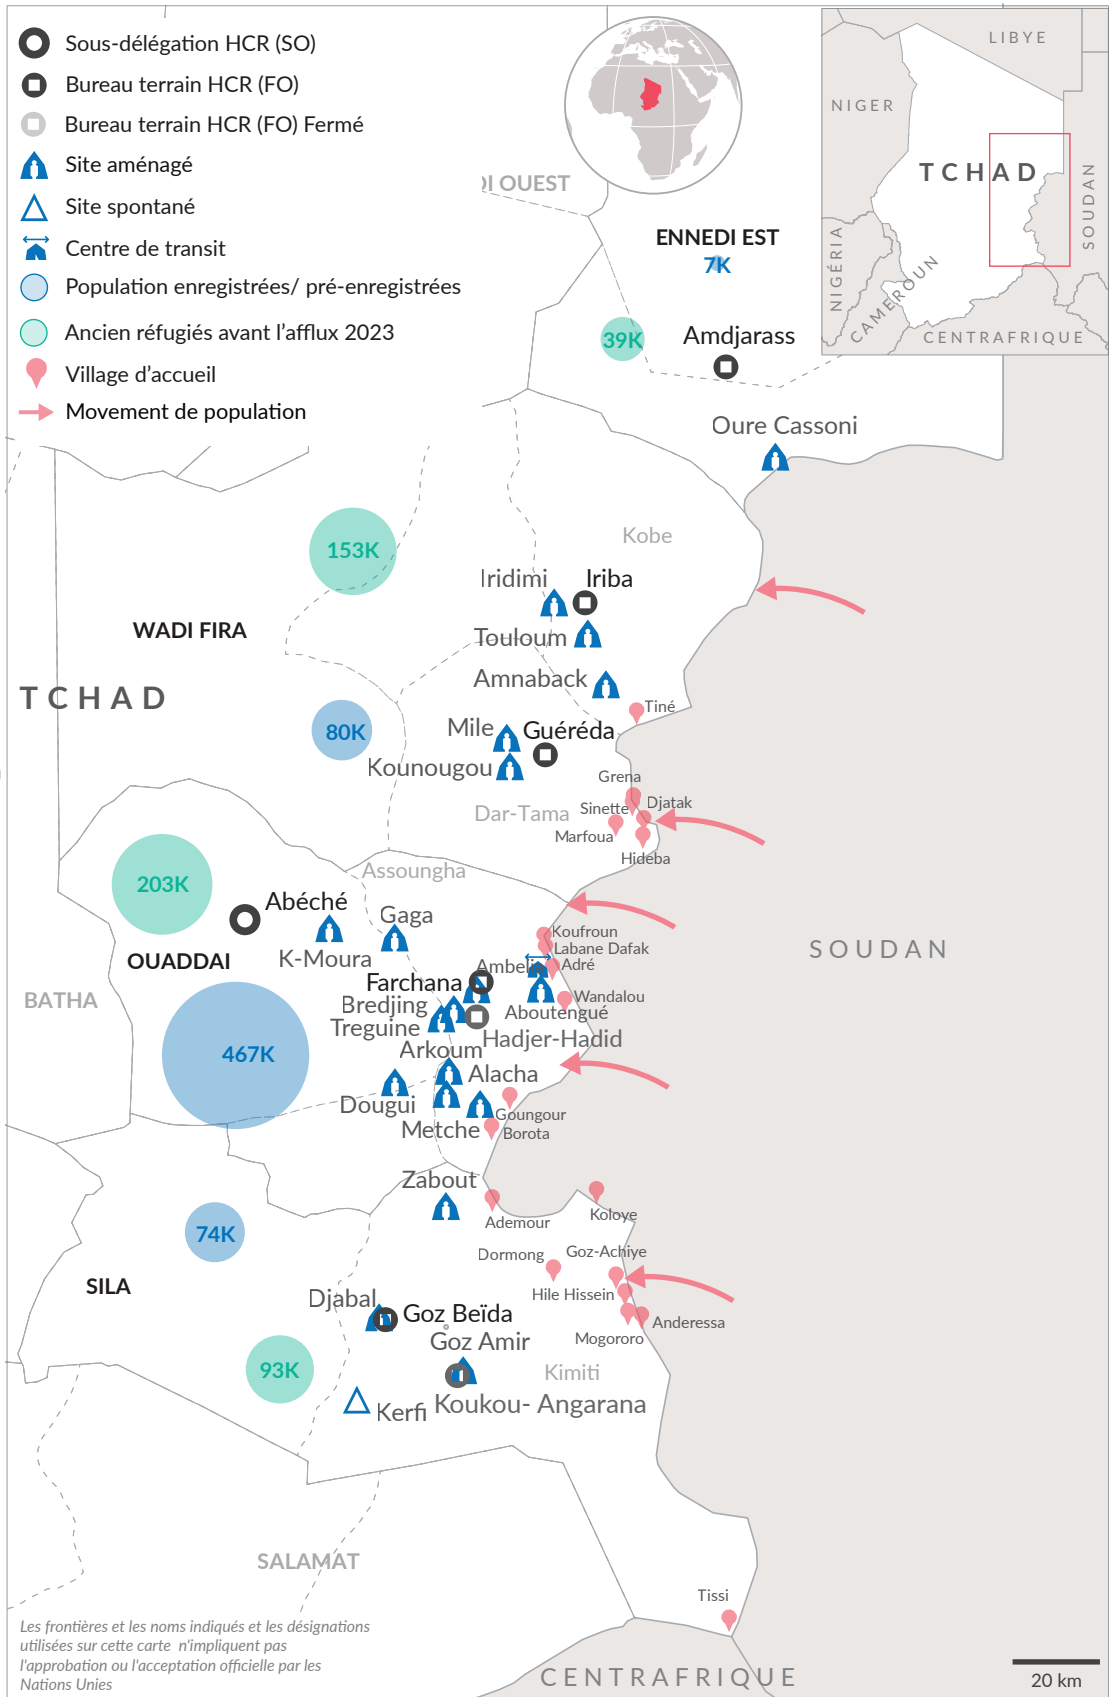 Sous-délégation HCR (SO)
Bureau terrain HCR (FO)
Bureau terrain HCR (FO) Fermé
Site aménagé
Site spontané
Centre de transit
Population enregistrées/ pré-enregistrées
Ancien réfugiés avant l'afflux 2023
Village d'accueil
Movement de population
LIBYE
NIGER
TCHAD
SOUDAN
NIGÉRIA
CAMEROUN
CENTRAFRIQUE
DI OUEST
ENNEDI EST
7K
39K
Amdjarass
Oure Cassoni
Kobe
153K
Iridimi
Iriba
WADI FIRA
Touloum
TCHAD
Amnaback
Tiné
80K
Mile
Guéréda
Kounougou
Grena
Dar-Tama
Sinette
Djatak
Marfoua
Hideba
Assoungha
203K
Abéché
Gaga
Koufroun
Labane Dafak
SOUDAN
OUADDAI
K-Moura
Ambelia
Adré
Farchana
BATHA
Bredjing
Wandalou
Treguine
Aboutengué
Hadjer-Hadid
467K
Arkoum
Alacha
Dougui
Goungour
Metche
Borota
Zabout
Ademour
Koloye
74K
Dormong
Goz-Achiye
SILA
Djabal
Hile Hissein
Goz Beïda
Anderessa
Goz Amir
Mogororo
93K
Kimiti
Kerfi
Koukou- Angarana
SALAMAT
Tissi
Les frontières et les noms indiqués et les désignations
utilisées sur cette carte n'impliquent pas
l'approbation ou l'acceptation officielle par les
Nations Unies
CENTRAFRIQUE
20 km